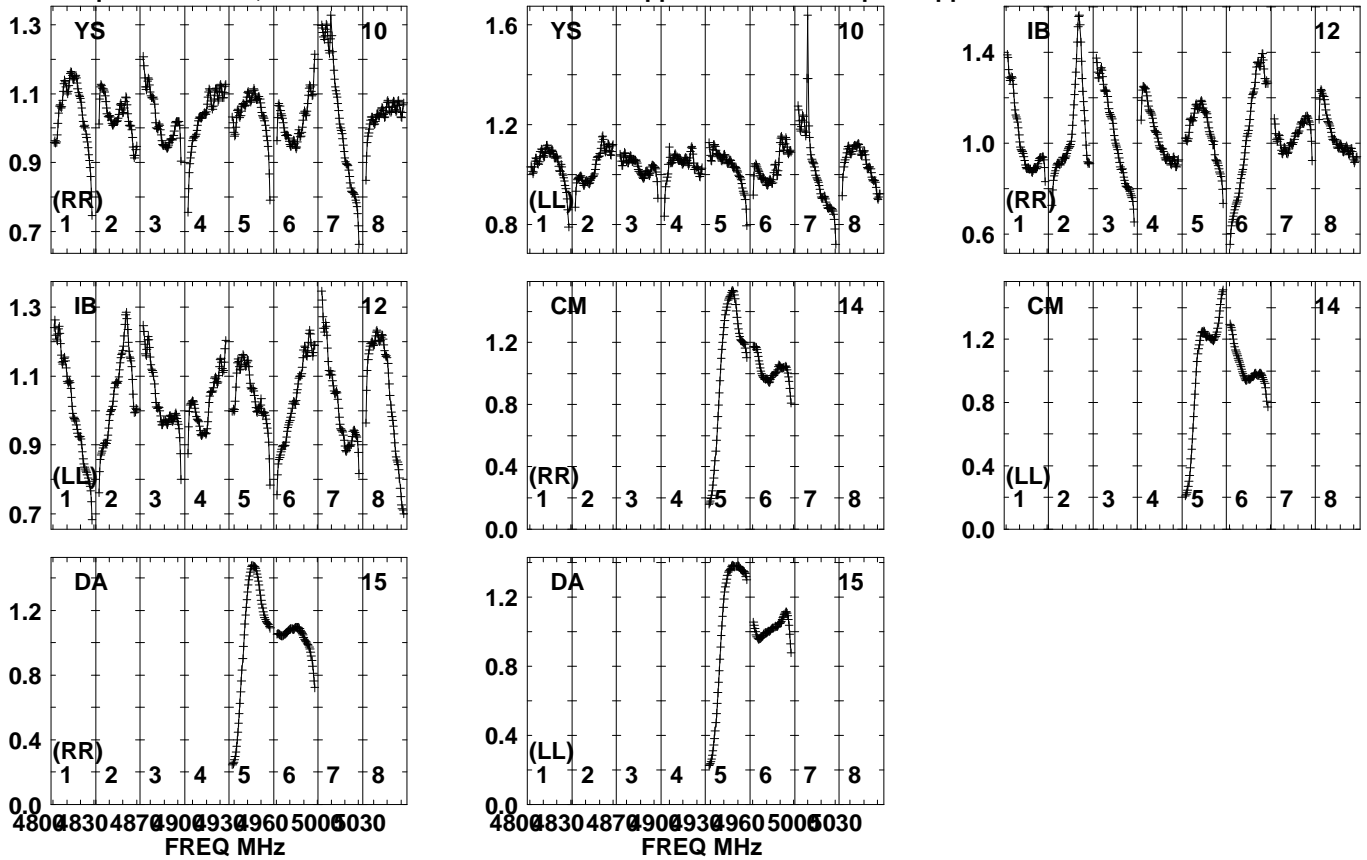 YS 10
1.3
1.1
0.9
0.7
(RR)
1 2 3 4 5 6 7 8
YS 10
1.6
1.2
0.8
(LL)
1 2 3 4 5 6 7 8
IB 12
1.4
1.0
0.6
(RR)
1 2 3 4 5 6 7 8
IB 12
1.3
1.1
0.9
0.7
(LL)
1 2 3 4 5 6 7 8
CM 14
1.2
0.8
0.4
0.0
(RR)
1 2 3 4 5 6 7 8
CM 14
1.2
0.8
0.4
0.0
(LL)
1 2 3 4 5 6 7 8
DA 15
1.2
0.8
0.4
0.0
(RR)
1 2 3 4 5 6 7 8
4800 4830 4870 4900 4930 4960 5000 5030
FREQ MHz
DA 15
1.2
0.8
0.4
0.0
(LL)
1 2 3 4 5 6 7 8
4800 4830 4870 4900 4930 4960 5000 5030
FREQ MHz